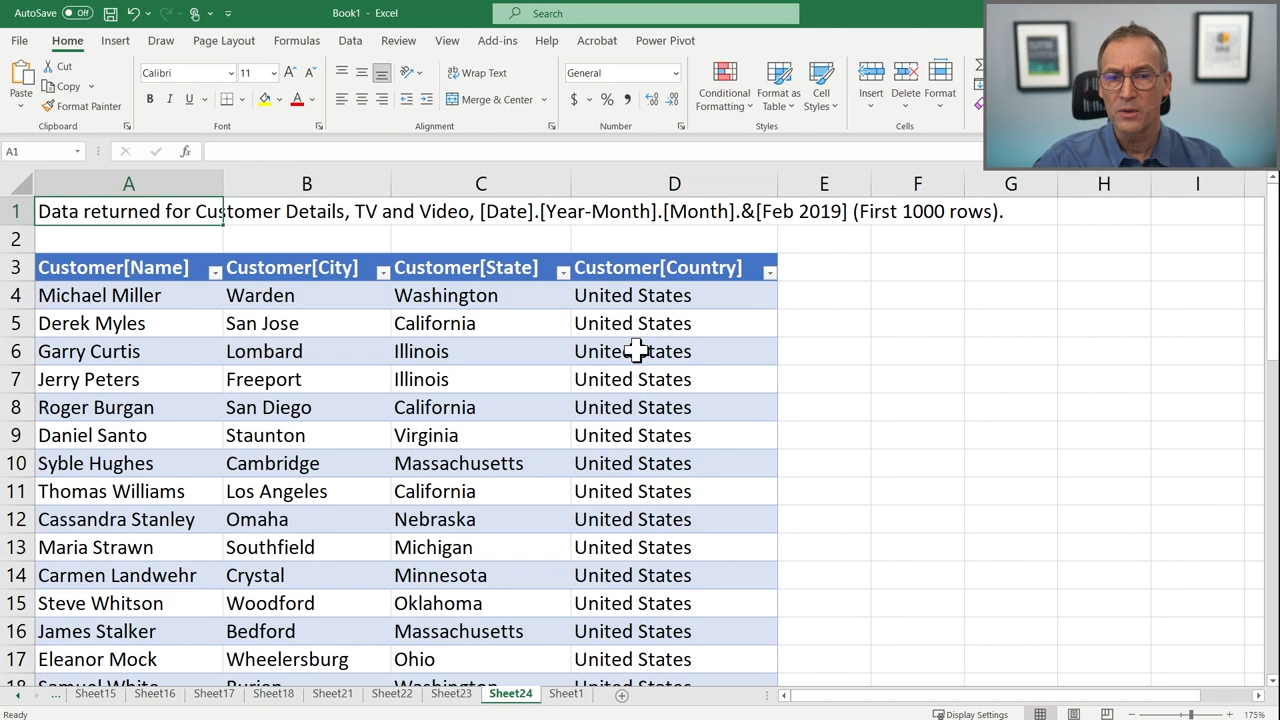 AutoSave Off Book1 - Excel Search
File Home Insert Draw Page Layout Formulas Data Review View Add-ins Help Acrobat Power Pivot
Paste Cut Copy Format Painter
Calibri 11 B I U A
Wrap Text Merge & Center
General $ % ,
Conditional Formatting Format as Table Cell Styles
Insert Delete Format
Clipboard Font Alignment Number Styles Cells
A1 fx
A B C D E F G H I
1 Data returned for Customer Details, TV and Video, [Date].[Year-Month].[Month].&[Feb 2019] (First 1000 rows).
2
3 Customer[Name] Customer[City] Customer[State] Customer[Country]
4 Michael Miller Warden Washington United States
5 Derek Myles San Jose California United States
6 Garry Curtis Lombard Illinois United States
7 Jerry Peters Freeport Illinois United States
8 Roger Burgan San Diego California United States
9 Daniel Santo Staunton Virginia United States
10 Syble Hughes Cambridge Massachusetts United States
11 Thomas Williams Los Angeles California United States
12 Cassandra Stanley Omaha Nebraska United States
13 Maria Strawn Southfield Michigan United States
14 Carmen Landwehr Crystal Minnesota United States
15 Steve Whitson Woodford Oklahoma United States
16 James Stalker Bedford Massachusetts United States
17 Eleanor Mock Wheelersburg Ohio United States
18 Samuel White Burien Washington United States
... Sheet15 Sheet16 Sheet17 Sheet18 Sheet21 Sheet22 Sheet23 Sheet24 Sheet1
Ready Display Settings 175%